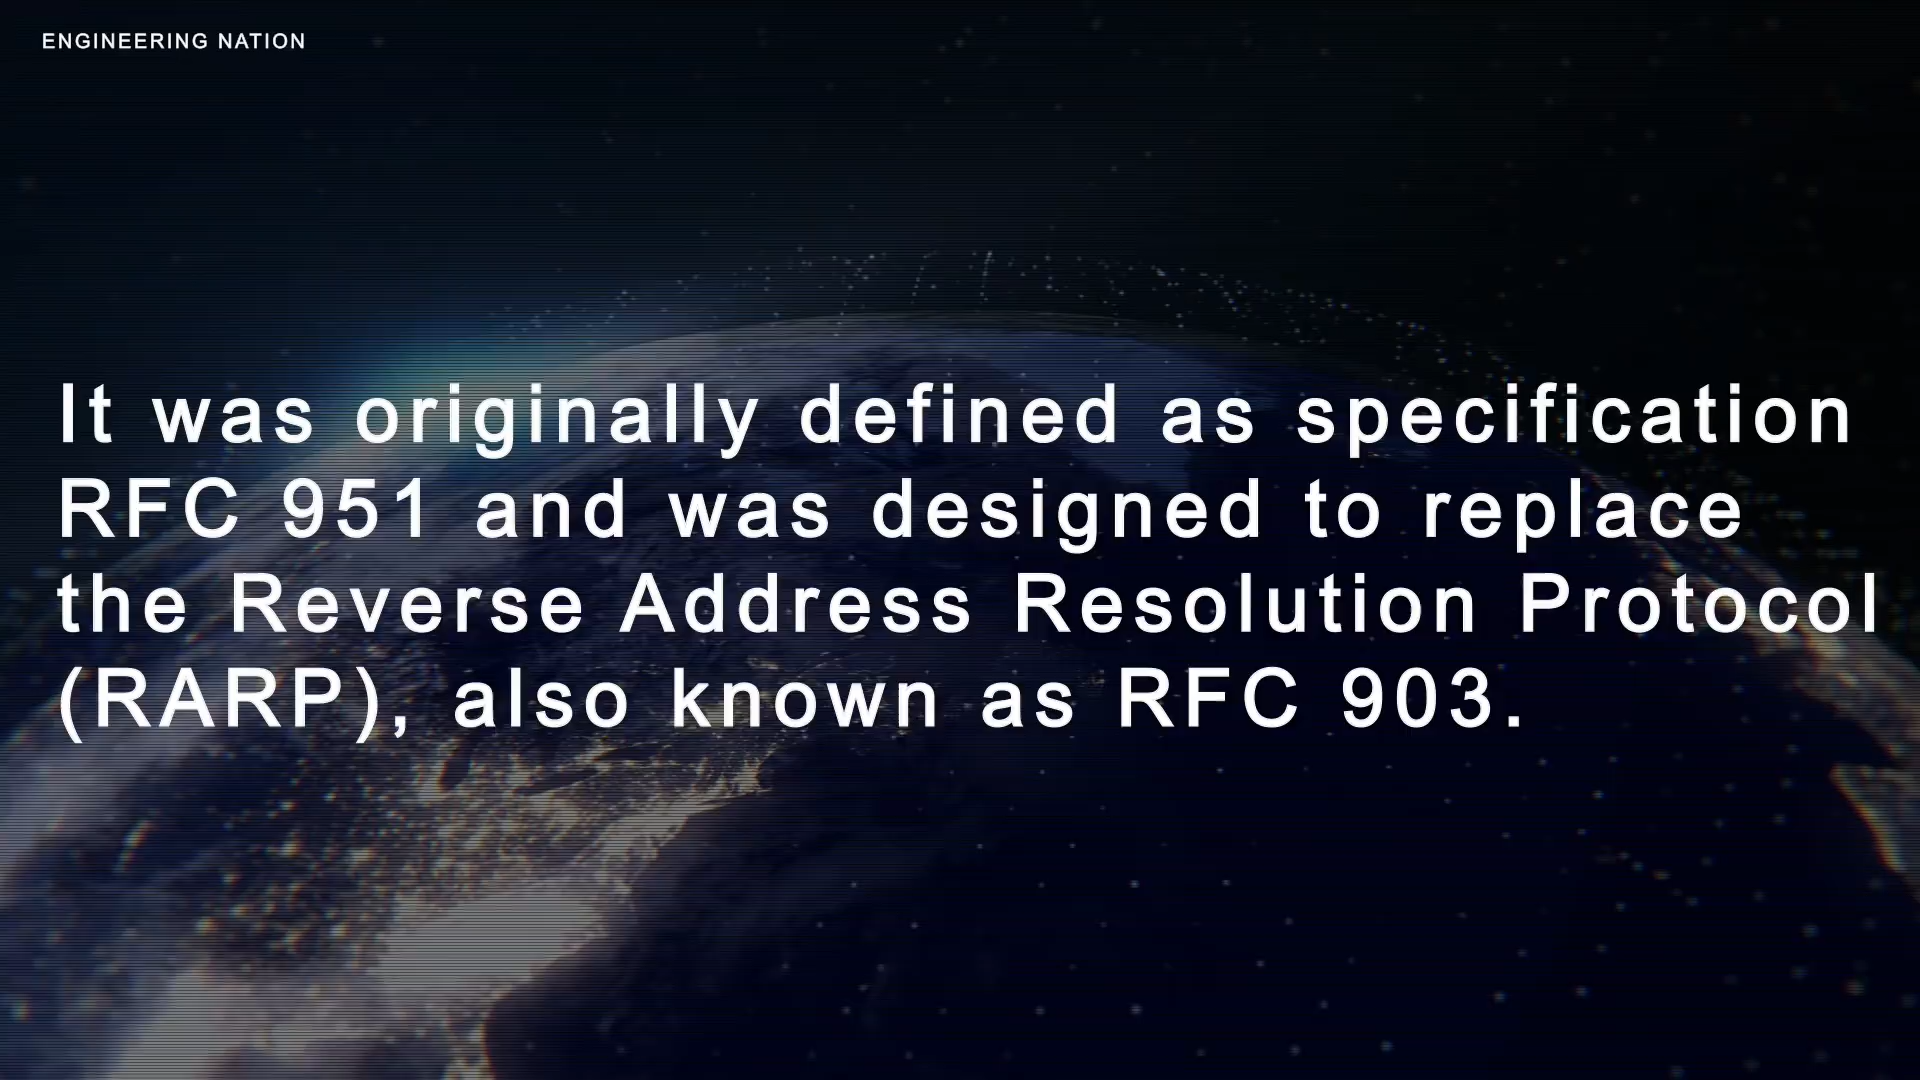 ENGINEERING NATION
It was originally defined as specification
RFC 951 and was designed to replace
the Reverse Address Resolution Protocol
(RARP), also known as RFC 903.